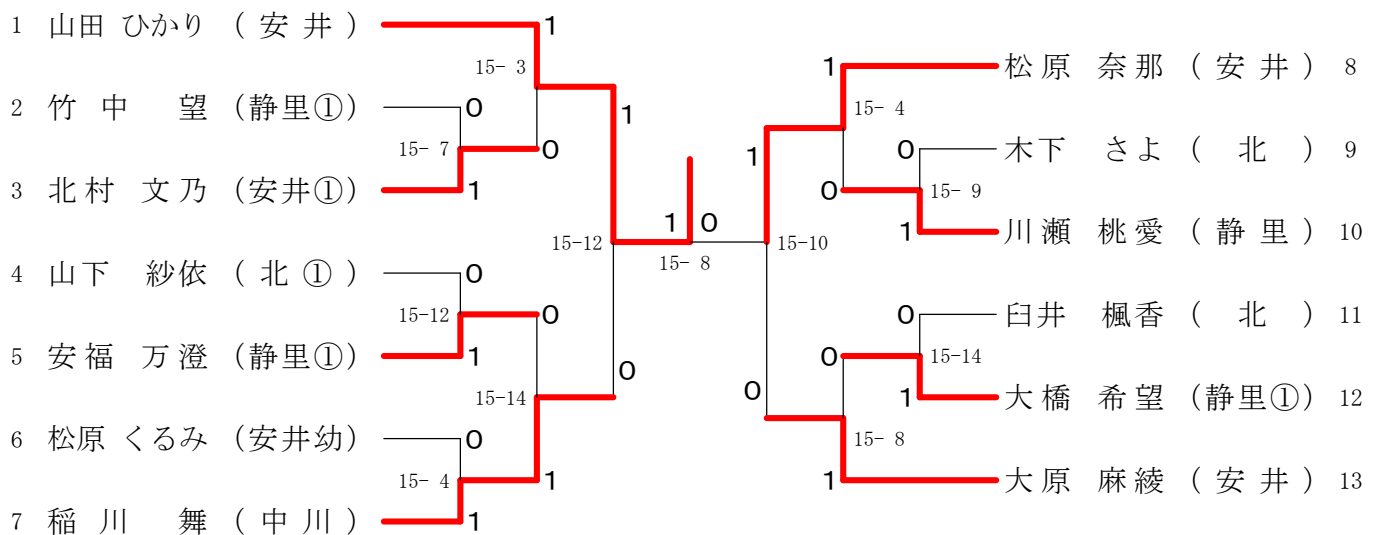 1 山田 ひかり ( 安 井 )
2 竹 中 望 (静里①)
3 北村 文乃 (安井①)
4 山下 紗依 ( 北 ① )
5 安福 万澄 (静里①)
6 松原 くるみ (安井幼)
7 稲 川 舞 ( 中 川 )
1
15- 3
0
15- 7
0
1
1
15-12
0
15-12
0
1
15-14
0
0
15- 4
1
1
1 0
15- 8
1
15- 4
1
0
0
15- 9
1
15-10
0
0
15-14
0
1
15- 8
1
松原 奈那 ( 安 井 ) 8
木下 さよ ( 北 ) 9
川瀬 桃愛 ( 静 里 ) 10
臼井 楓香 ( 北 ) 11
大橋 希望 (静里①) 12
大原 麻綾 ( 安 井 ) 13